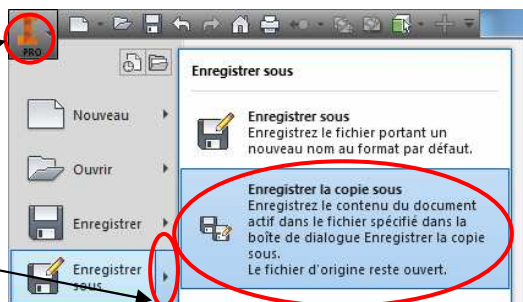 PRO
Enregistrer sous
Nouveau
Enregistrer sous
Enregistrez le fichier portant un
nouveau nom au format par défaut.
Ouvrir
Enregistrer la copie sous
Enregistrez le contenu du document
actif dans le fichier spécifié dans la
boîte de dialogue Enregistrer la copie
sous.
Le fichier d'origine reste ouvert.
Enregistrer
Enregistrer
sous